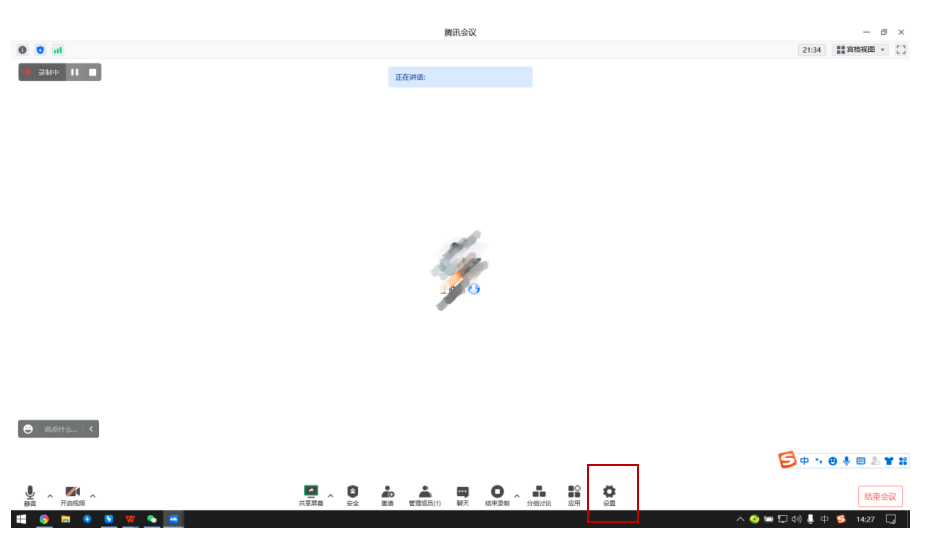 腾讯会议
21:34 宫格视图
录制中
正在讲话:
说点什么...
中
静音 开启视频 共享屏幕 安全 邀请 管理成员(1) 聊天 结束录制 分组讨论 应用 设置 结束会议
中 14:27